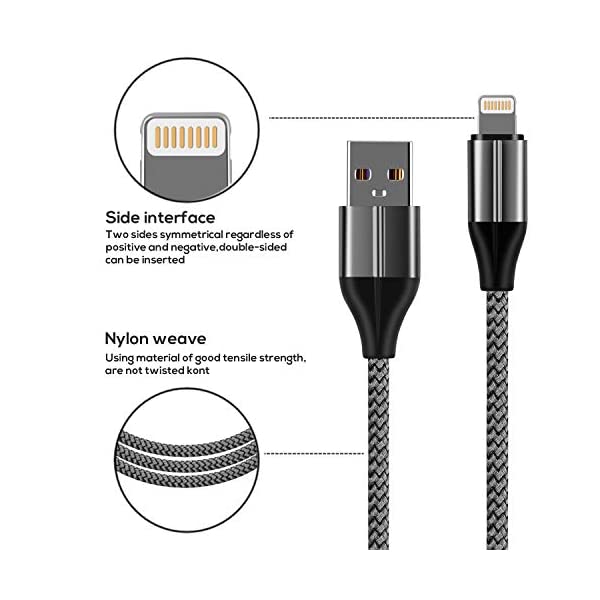 Side interface
Two sides symmetrical regardless of
positive and negative,double-sided
can be inserted
Nylon weave
Using material of good tensile strength,
are not twisted kont